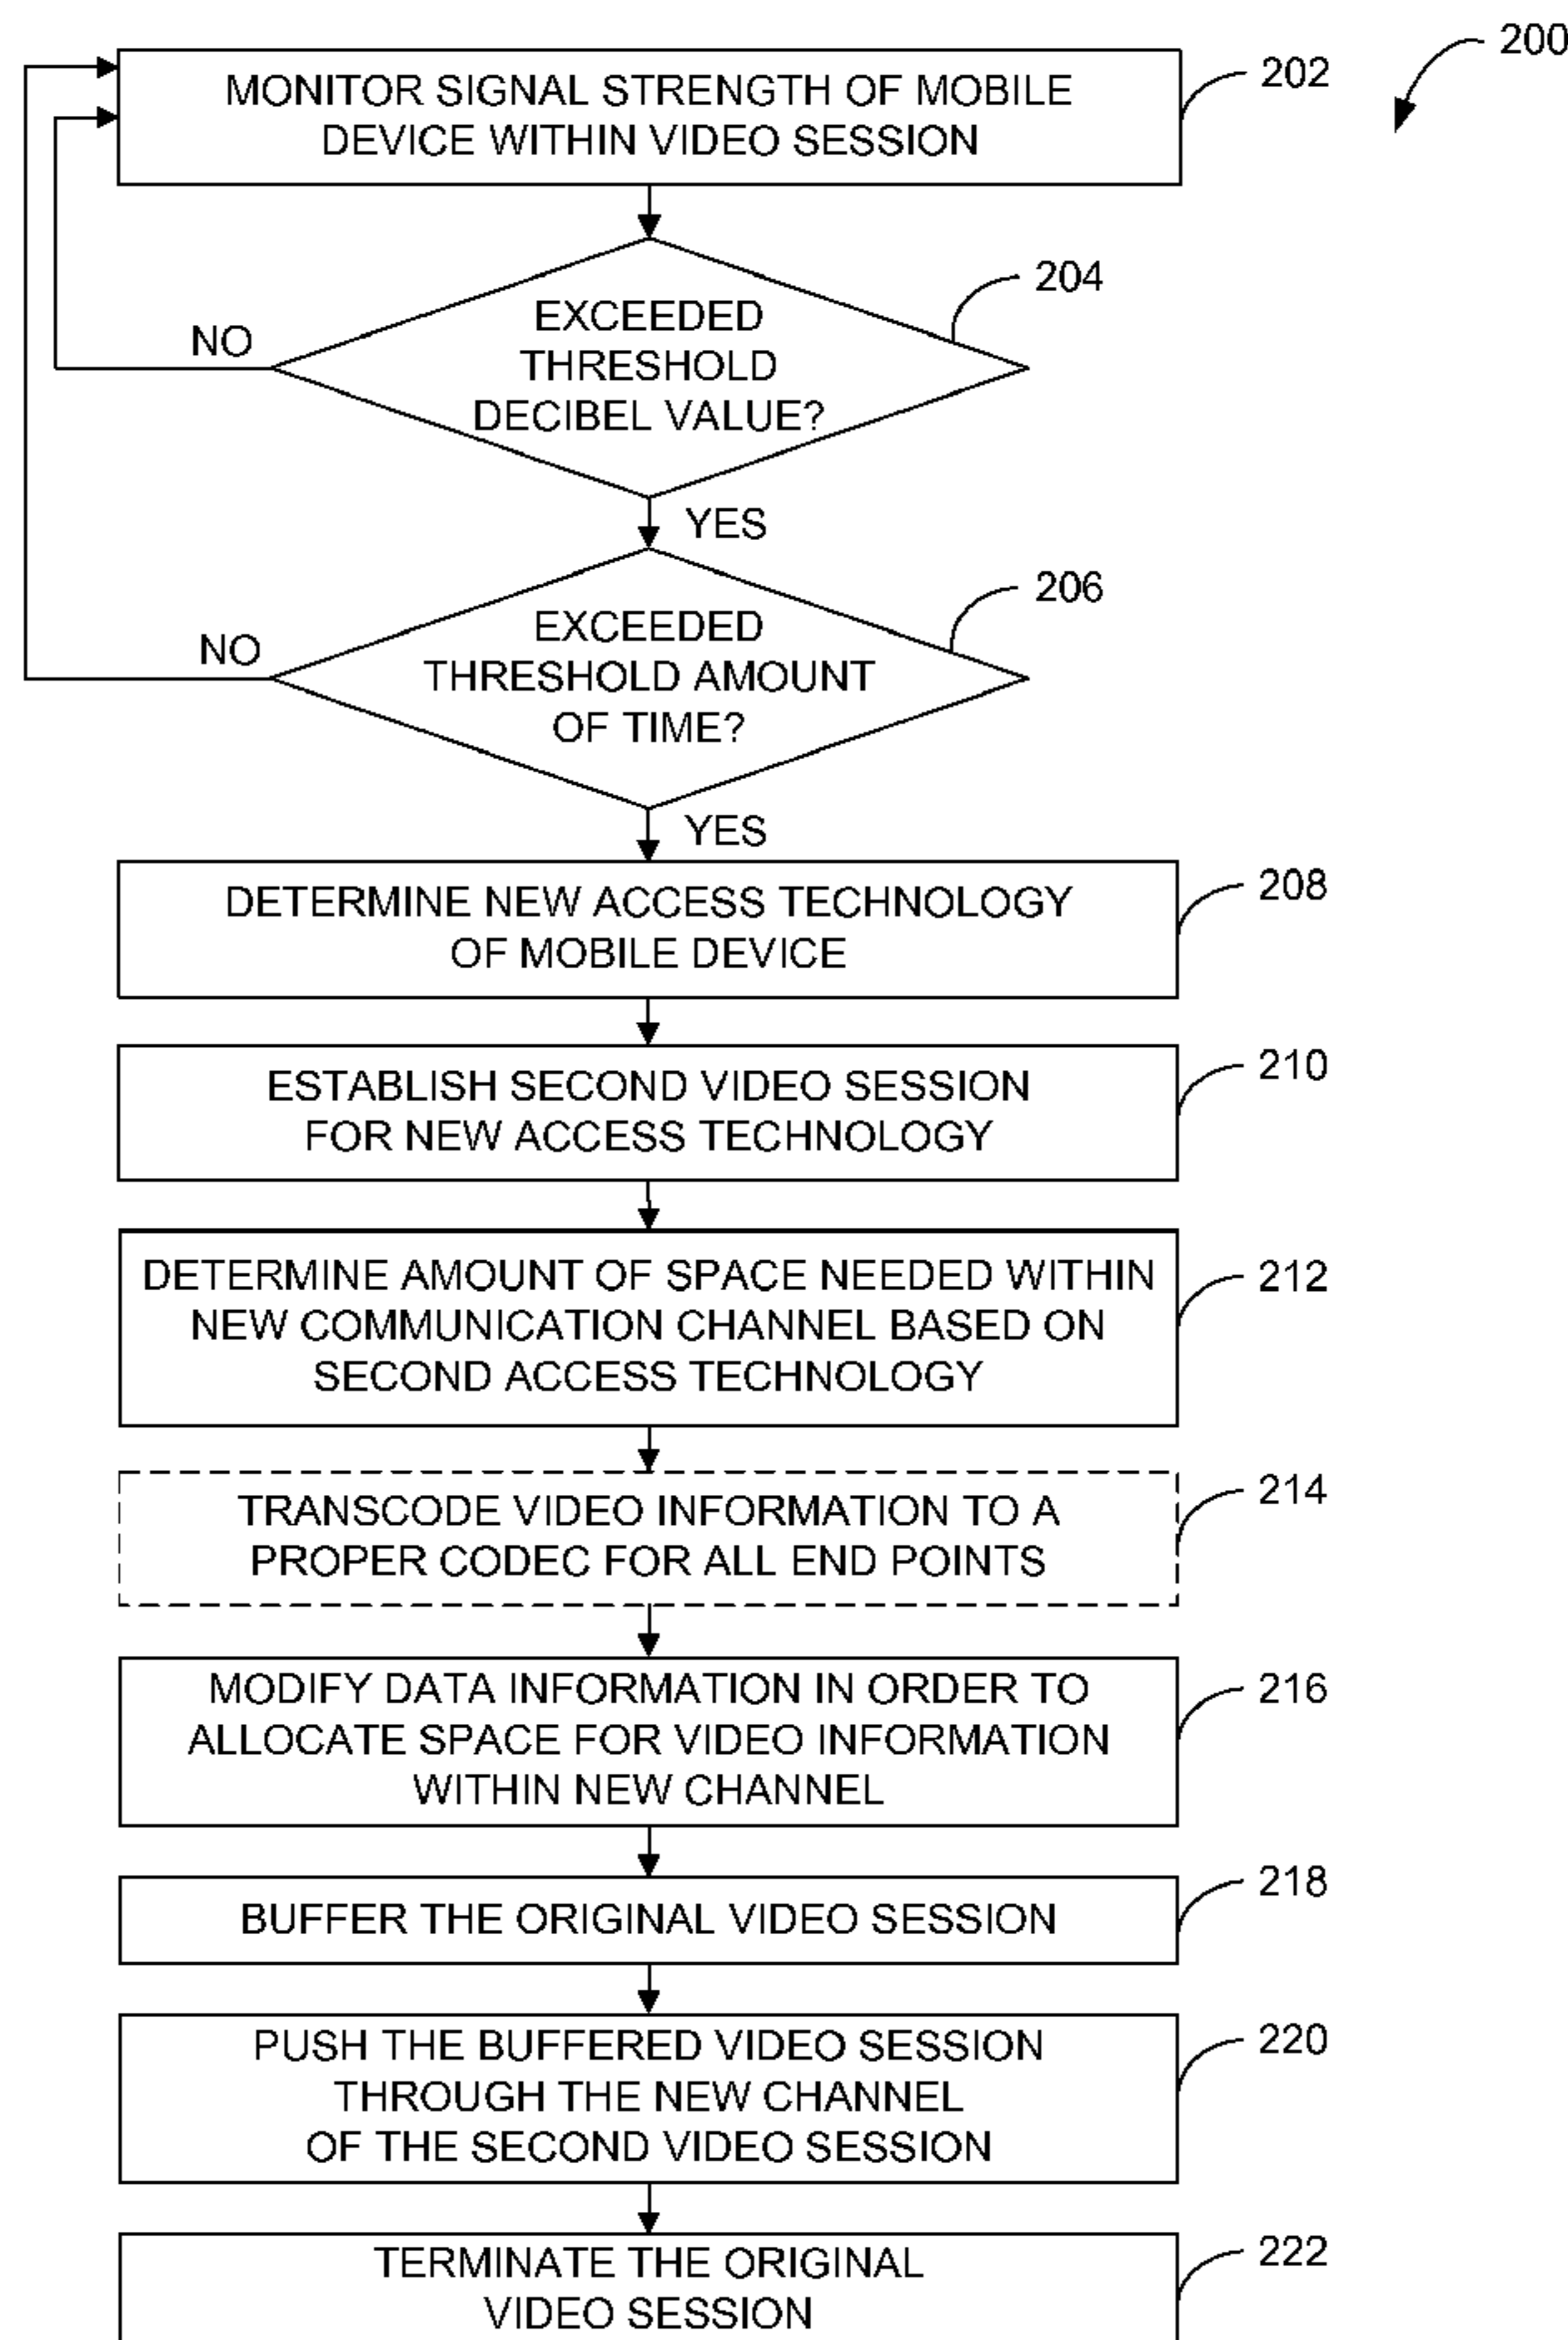 200
MONITOR SIGNAL STRENGTH OF MOBILE
DEVICE WITHIN VIDEO SESSION
202
EXCEEDED
THRESHOLD
DECIBEL VALUE?
204
NO
YES
EXCEEDED
THRESHOLD AMOUNT
OF TIME?
206
NO
YES
DETERMINE NEW ACCESS TECHNOLOGY
OF MOBILE DEVICE
208
ESTABLISH SECOND VIDEO SESSION
FOR NEW ACCESS TECHNOLOGY
210
DETERMINE AMOUNT OF SPACE NEEDED WITHIN
NEW COMMUNICATION CHANNEL BASED ON
SECOND ACCESS TECHNOLOGY
212
TRANSCODE VIDEO INFORMATION TO A
PROPER CODEC FOR ALL END POINTS
214
MODIFY DATA INFORMATION IN ORDER TO
ALLOCATE SPACE FOR VIDEO INFORMATION
WITHIN NEW CHANNEL
216
BUFFER THE ORIGINAL VIDEO SESSION
218
PUSH THE BUFFERED VIDEO SESSION
THROUGH THE NEW CHANNEL
OF THE SECOND VIDEO SESSION
220
TERMINATE THE ORIGINAL
VIDEO SESSION
222